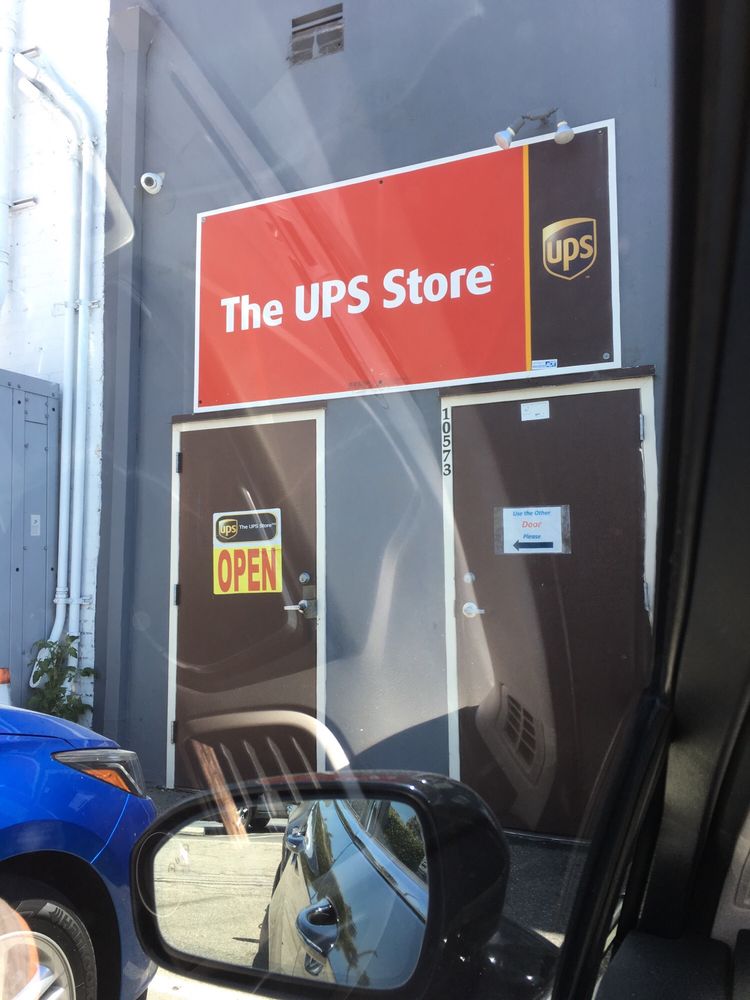 The UPS Store
ups
10573
ups The UPS Store
OPEN
Use the Other
Door
Please